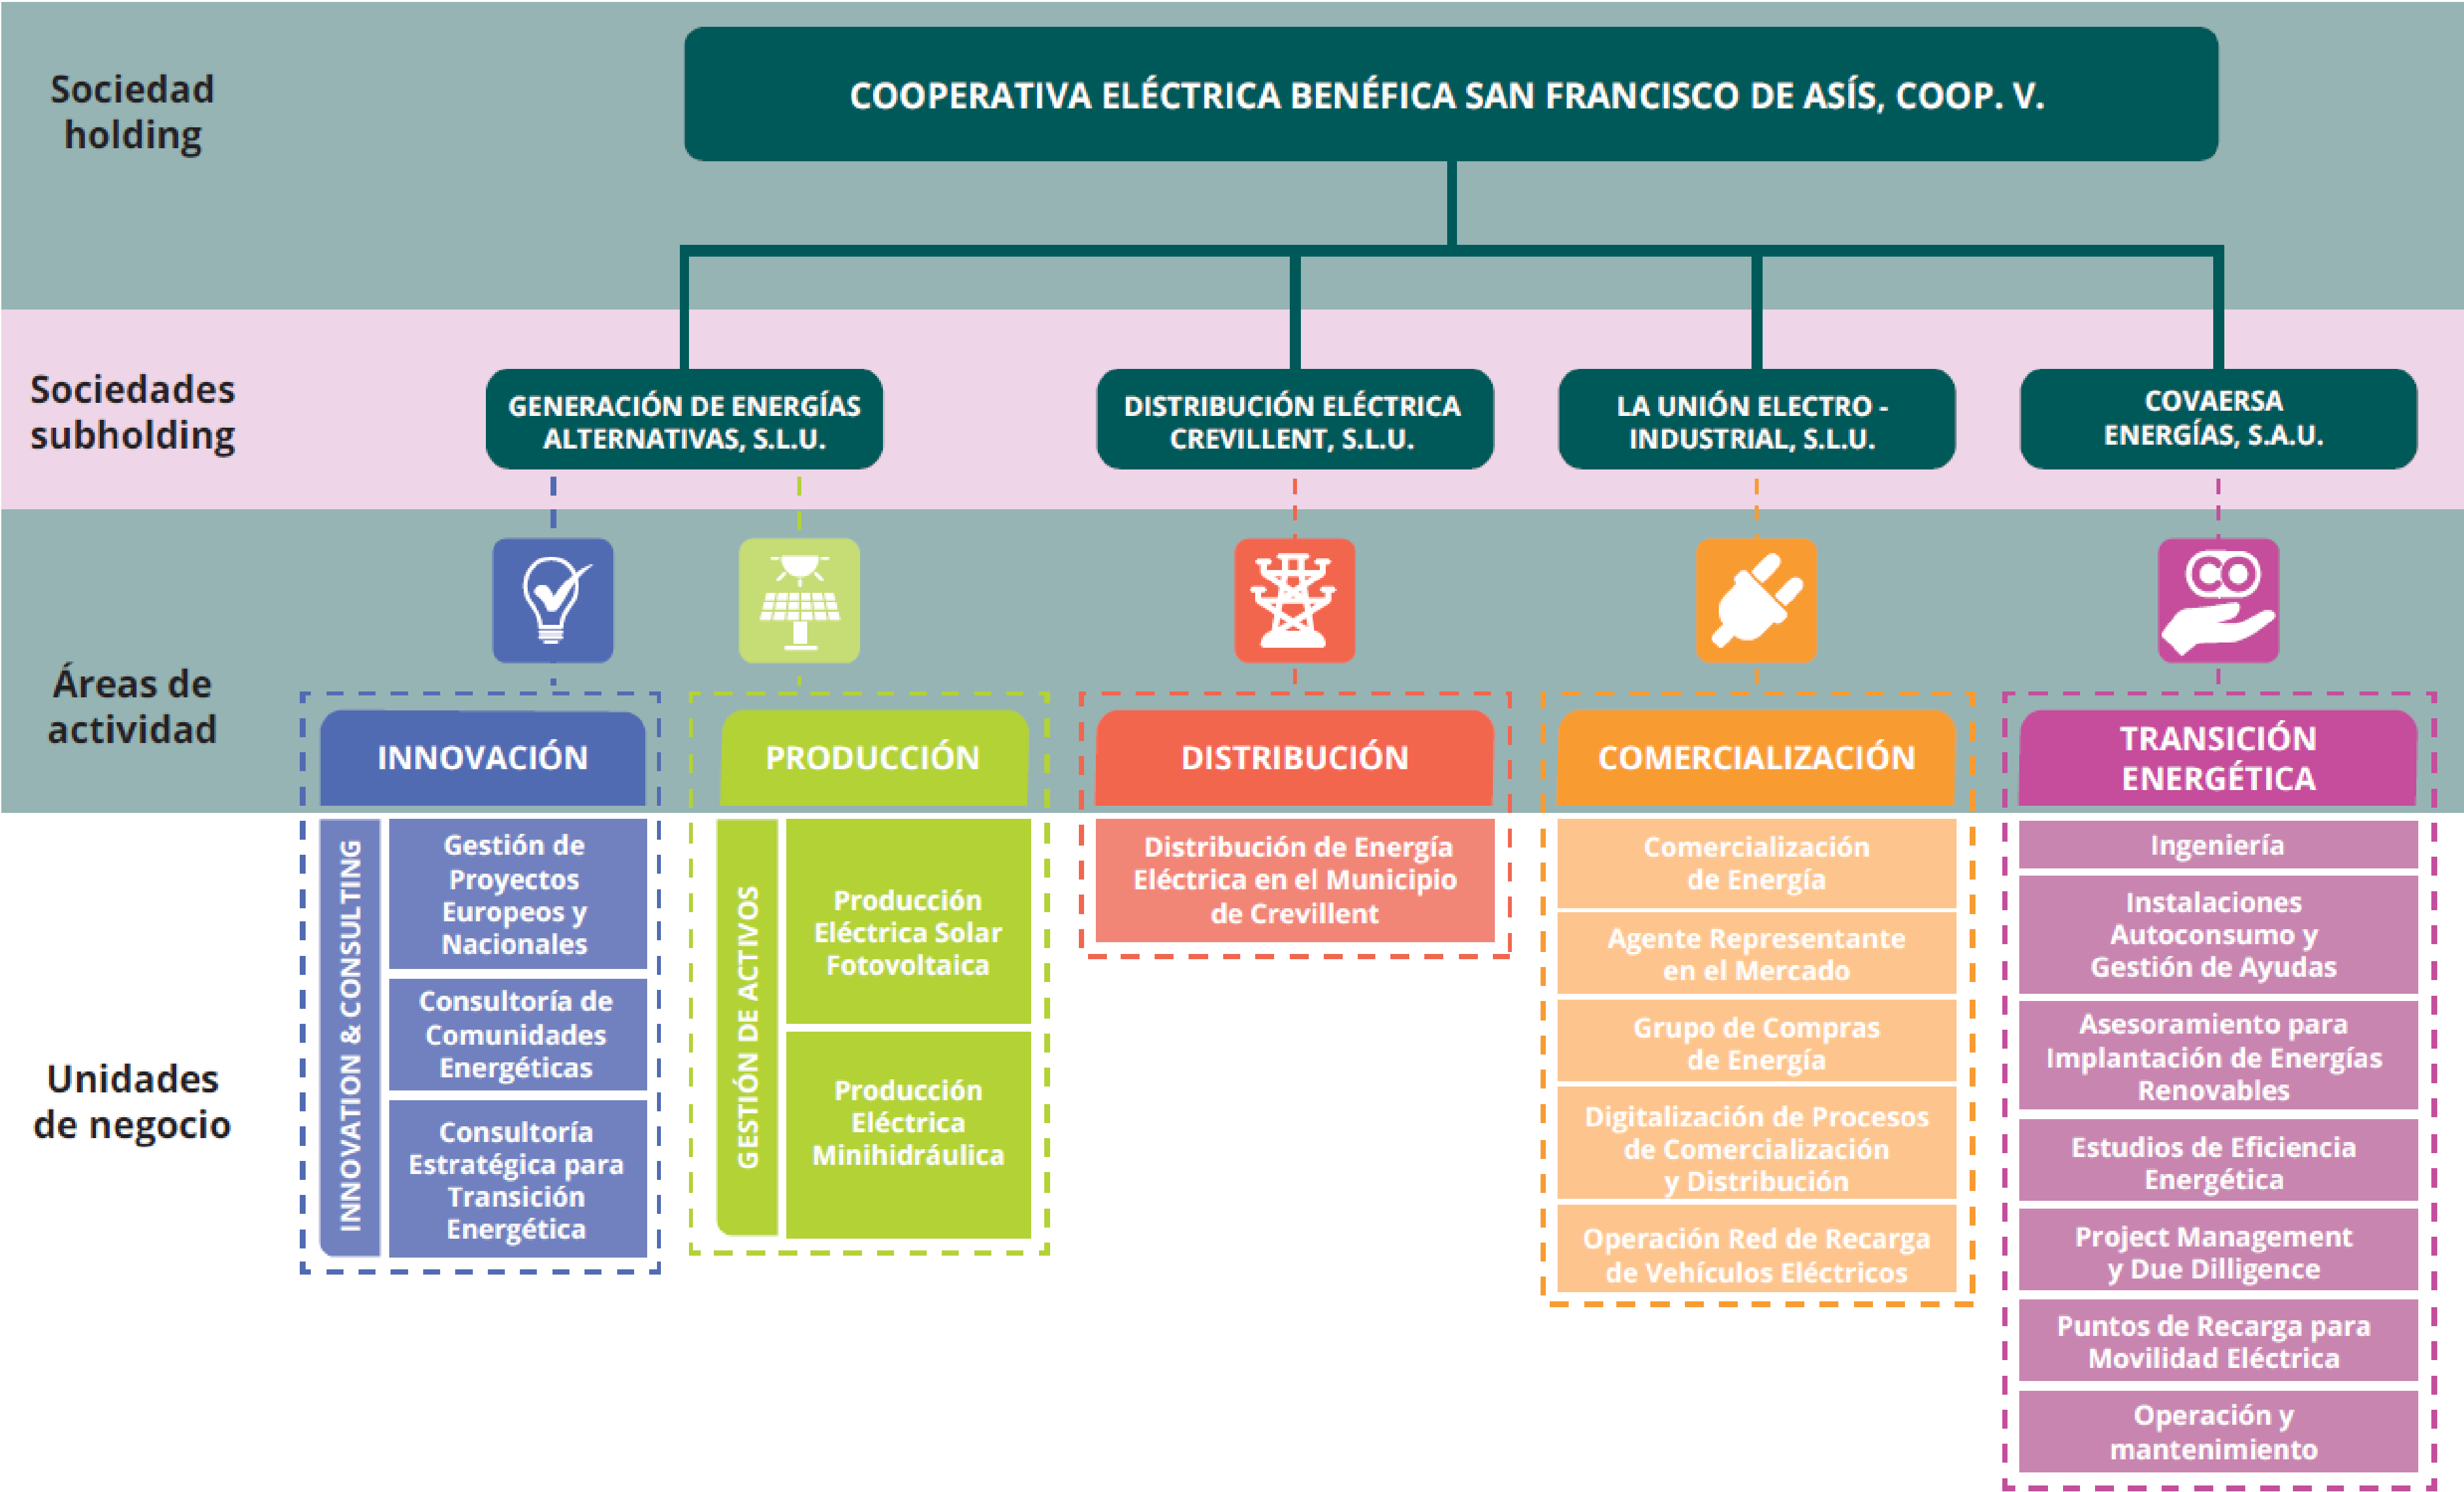 Sociedad
holding
COOPERATIVA ELÉCTRICA BENÉFICA SAN FRANCISCO DE ASÍS, COOP. V.
Sociedades
subholding
GENERACIÓN DE ENERGÍAS
ALTERNATIVAS, S.L.U.
DISTRIBUCIÓN ELÉCTRICA
CREVILLENT, S.L.U.
LA UNIÓN ELECTRO -
INDUSTRIAL, S.L.U.
COVAERSA
ENERGÍAS, S.A.U.
Áreas de
actividad
CO
INNOVACIÓN
PRODUCCIÓN
DISTRIBUCIÓN
COMERCIALIZACIÓN
TRANSICIÓN
ENERGÉTICA
Unidades
de negocio
INNOVATION & CONSULTING
Gestión de
Proyectos
Europeos y
Nacionales
Consultoría de
Comunidades
Energéticas
Consultoría
Estratégica para
Transición
Energética
GESTIÓN DE ACTIVOS
Producción
Eléctrica Solar
Fotovoltaica
Producción
Eléctrica
Minihidráulica
Distribución de Energía
Eléctrica en el Municipio
de Crevillent
Comercialización
de Energía
Agente Representante
en el Mercado
Grupo de Compras
de Energía
Digitalización de Procesos
de Comercialización
y Distribución
Operación Red de Recarga
de Vehículos Eléctricos
Ingeniería
Instalaciones
Autoconsumo y
Gestión de Ayudas
Asesoramiento para
Implantación de Energías
Renovables
Estudios de Eficiencia
Energética
Project Management
y Due Dilligence
Puntos de Recarga para
Movilidad Eléctrica
Operación y
mantenimiento